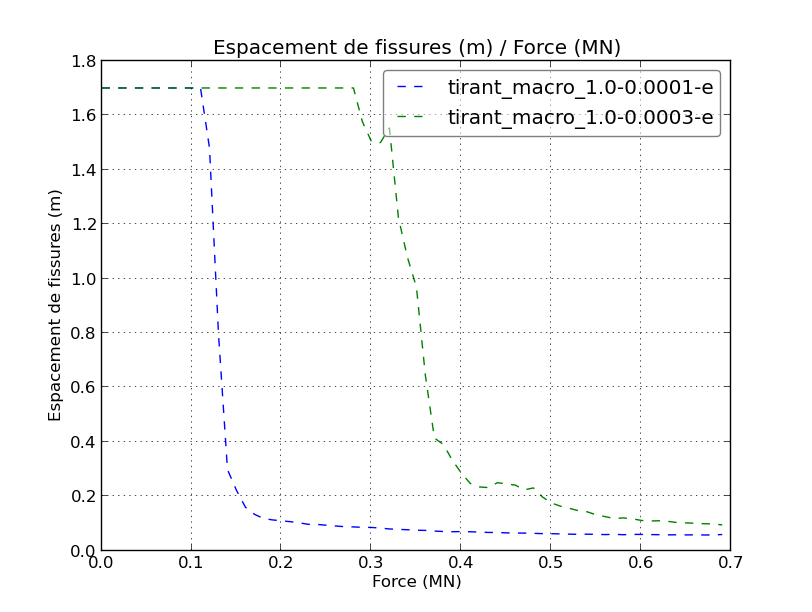 Espacement de fissures (m) / Force (MN)
tirant_macro_1.0-0.0001-e
tirant_macro_1.0-0.0003-e
Espacement de fissures (m)
1.8
1.6
1.4
1.2
1.0
0.8
0.6
0.4
0.2
0.0
0.0 0.1 0.2 0.3 0.4 0.5 0.6 0.7
Force (MN)